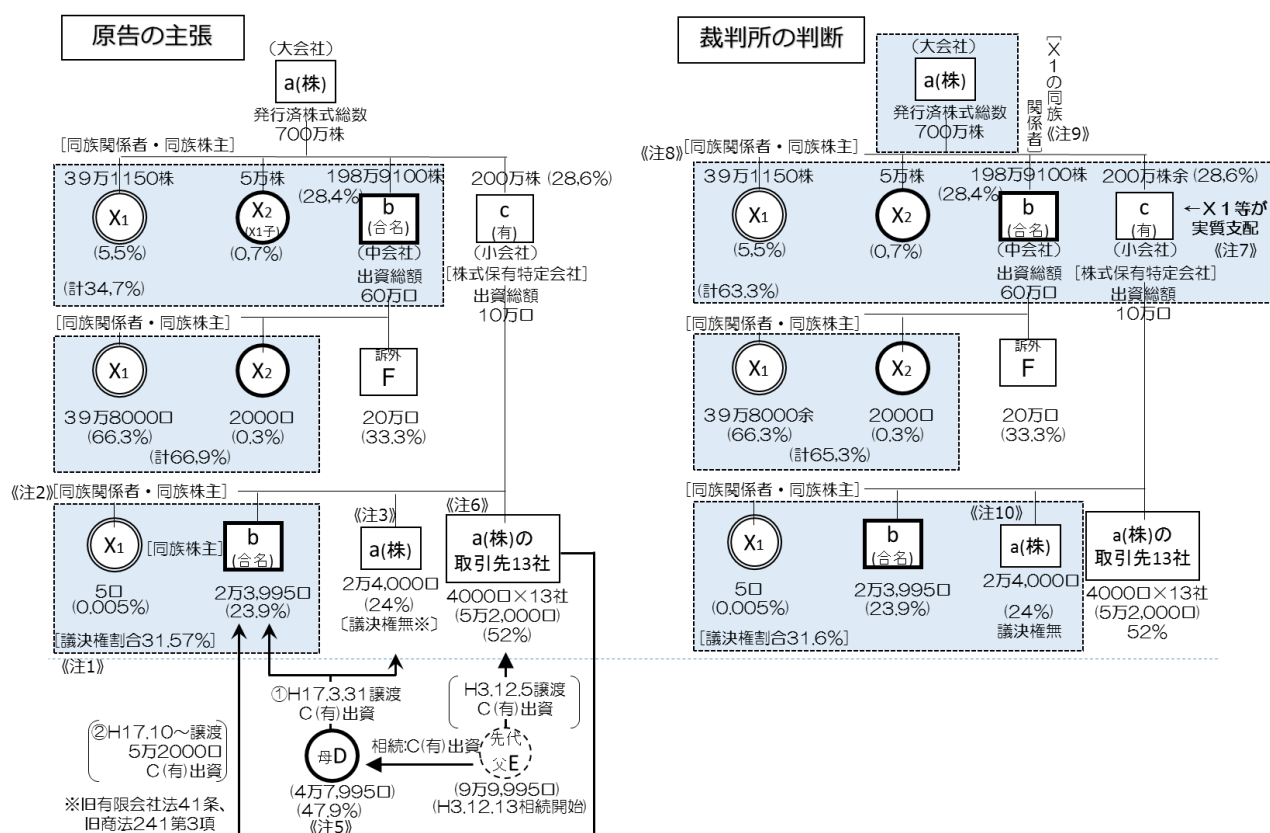 原告の主張
(大会社)
a(株)
発行済株式総数
700万株
[同族関係者・同族株主]
39万1150株
X1
(5,5%)
5万株
X2
(X1子)
(0,7%)
198万9100株
(28,4%)
b
(合名)
(中会社)
出資総額
60万口
200万株 (28,6%)
c
(有)
(小会社)
[株式保有特定会社]
出資総額
10万口
(計34,7%)
[同族関係者・同族株主]
X1
39万8000口
(66,3%)
X2
2000口
(0,3%)
(計66,9%)
訴外
F
20万口
(33,3%)
《注2》[同族関係者・同族株主]
X1
5口
(0,005%)
[同族株主]
b
(合名)
2万3,995口
(23,9%)
[議決権割合31,57%]
《注3》
a(株)
2万4,000口
(24%)
〔議決権無※〕
《注6》
a(株)の
取引先13社
4000口×13社
(5万2,000口)
(52%)
《注1》
①H17,3,31譲渡
C(有)出資
H3,12,5譲渡
C(有)出資
②H17,10～譲渡
5万2000口
C(有)出資
母D
相続:C(有)出資
先代
父E
(4万7,995口)
(47,9%)
《注5》
(9万9,995口)
(H3,12,13相続開始)
※旧有限会社法41条、
旧商法241第3項
裁判所の判断
(大会社)
a(株)
発行済株式総数
700万株
[X1の同族
関係者]
《注9》
《注8》
[同族関係者・同族株主]
39万1150株
X1
(5,5%)
5万株
X2
(0,7%)
198万9100株
(28,4%)
b
(合名)
(中会社)
出資総額
60万口
200万株余 (28,6%)
c
(有)
(小会社)
[株式保有特定会社]
出資総額
10万口
←X1等が
実質支配
《注7》
(計63,3%)
[同族関係者・同族株主]
X1
39万8000余
(66,3%)
X2
2000口
(0,3%)
(計65,3%)
訴外
F
20万口
(33,3%)
[同族関係者・同族株主]
X1
5口
(0,005%)
b
(合名)
2万3,995口
(23,9%)
《注10》
a(株)
2万4,000口
(24%)
議決権無
a(株)の
取引先13社
4000口×13社
(5万2,000口)
52%
[議決権割合31,6%]